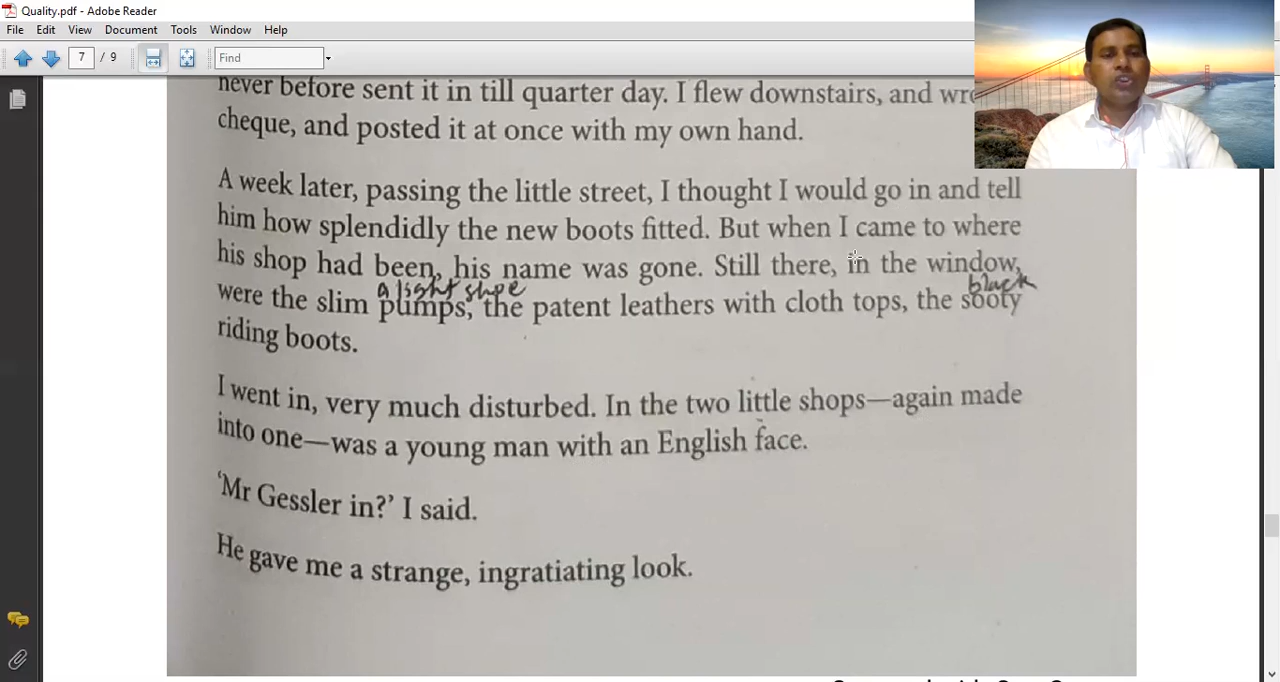 Quality.pdf - Adobe Reader
File Edit View Document Tools Window Help
7 / 9 Find
never before sent it in till quarter day. I flew downstairs, and
cheque, and posted it at once with my own hand.
A week later, passing the little street, I thought I would go in and tell
him how splendidly the new boots fitted. But when I came to where
his shop had been, his name was gone. Still there, in the window,
a light shoe black
were the slim pumps, the patent leathers with cloth tops, the sooty
riding boots.
I went in, very much disturbed. In the two little shops—again made
into one—was a young man with an English face.
‘Mr Gessler in?’ I said.
He gave me a strange, ingratiating look.